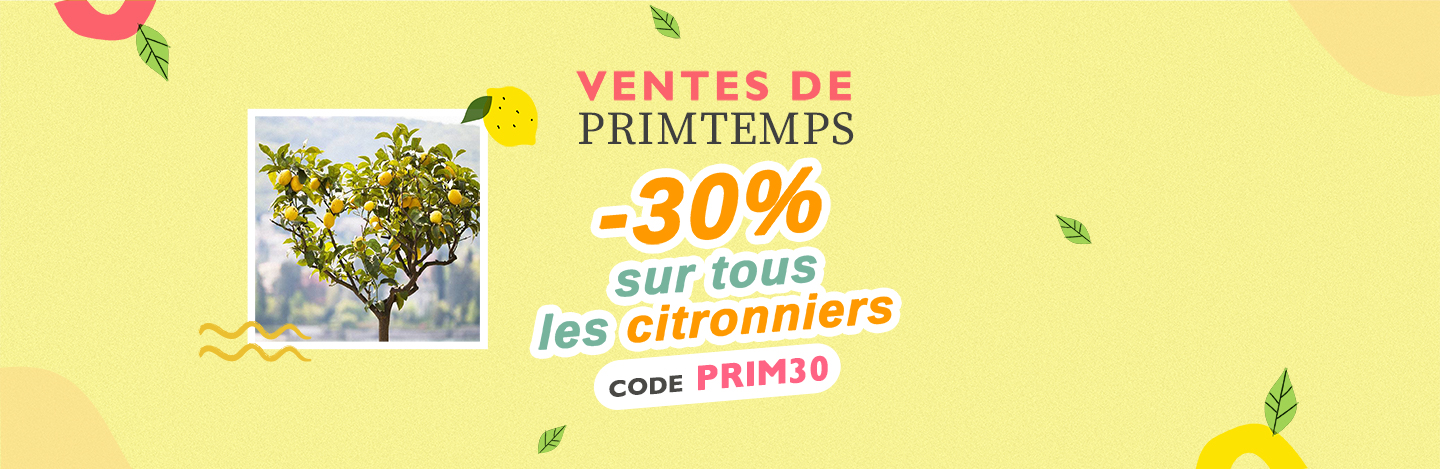 VENTES DE
PRIMTEMPS
-30%
sur tous
les citronniers
CODE PRIM30